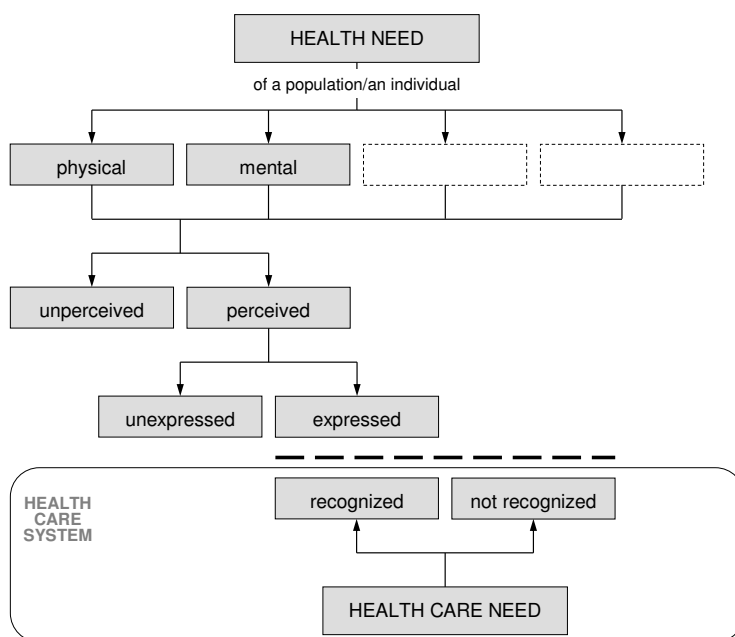 HEALTH NEED
of a population/an individual
physical
mental
unperceived
perceived
unexpressed
expressed
HEALTH
CARE
SYSTEM
recognized
not recognized
HEALTH CARE NEED